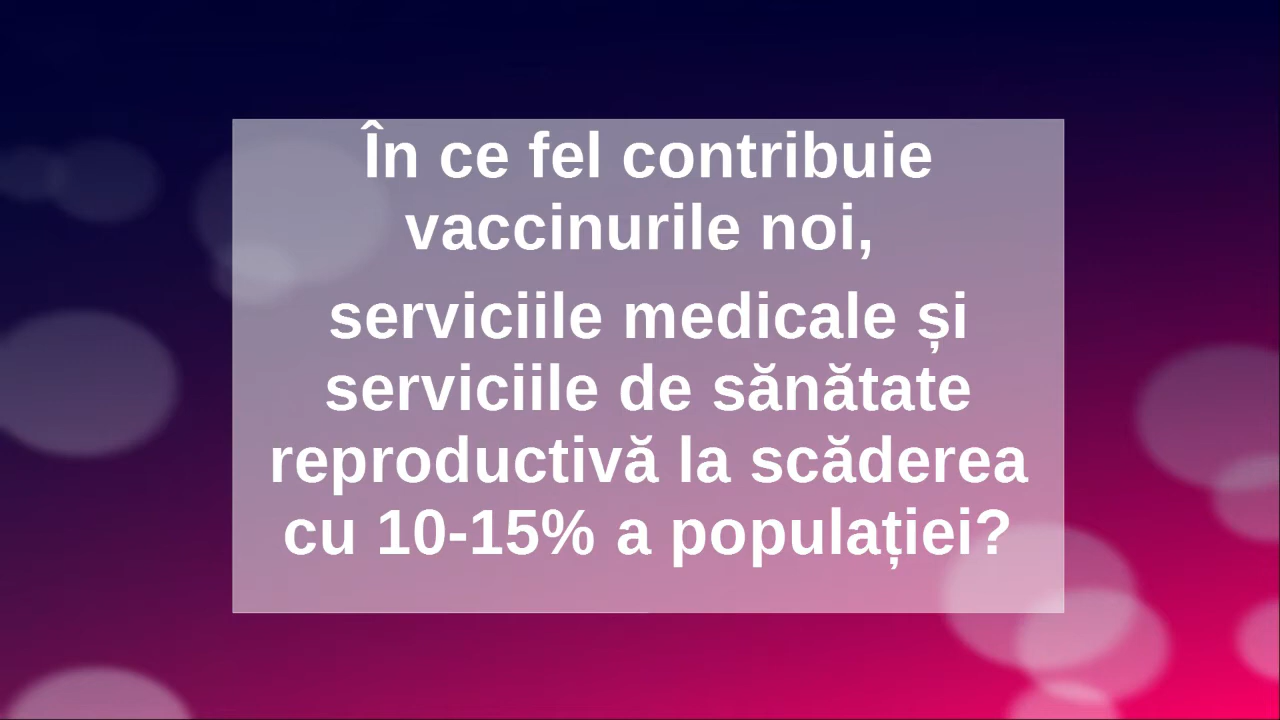 În ce fel contribuie
vaccinurile noi,
serviciile medicale și
serviciile de sănătate
reproductivă la scăderea
cu 10-15% a populației?